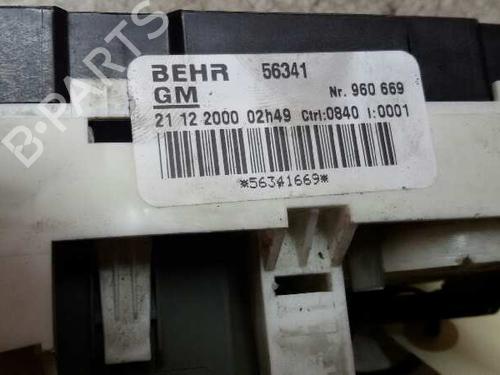 B-PARTS
BEHR 56341
GM Nr. 960 669
21 12 2000 02h49 Ctrl:0840 I:0001
*56341669*